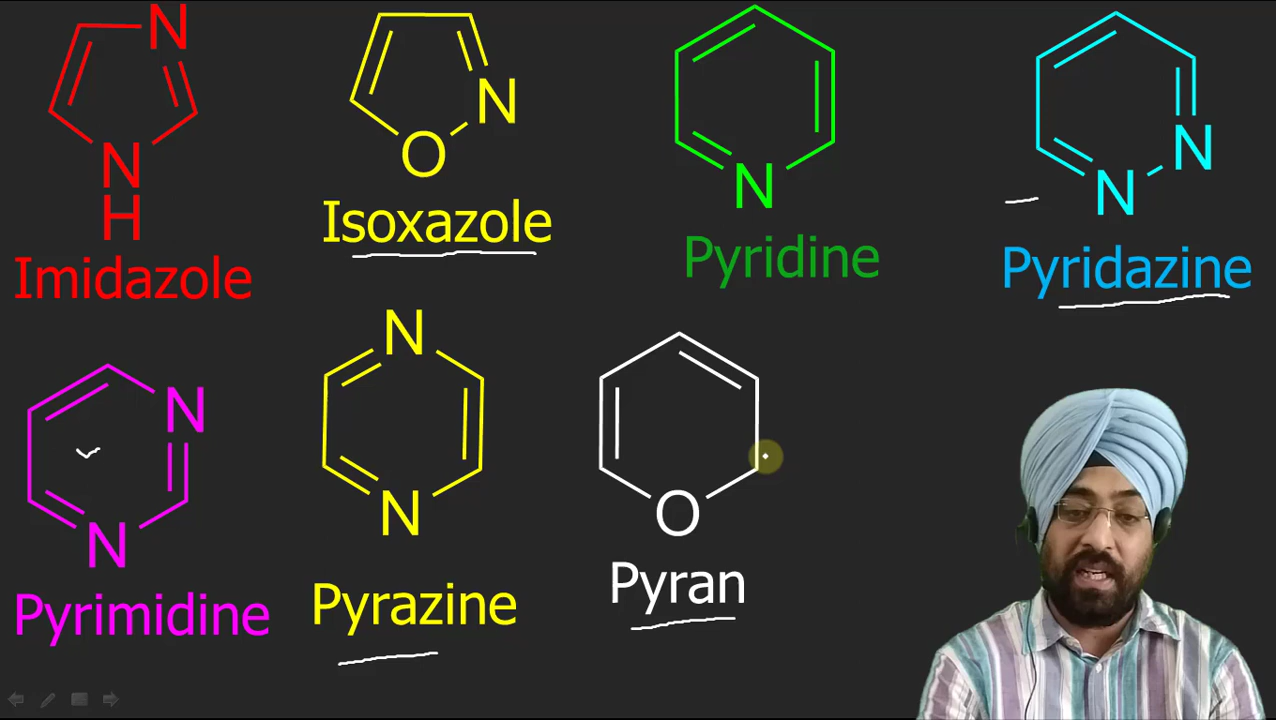 N
N
H
Imidazole
N
O
Isoxazole
N
Pyridine
N
N
Pyridazine
N
N
Pyrimidine
N
N
Pyrazine
O
Pyran